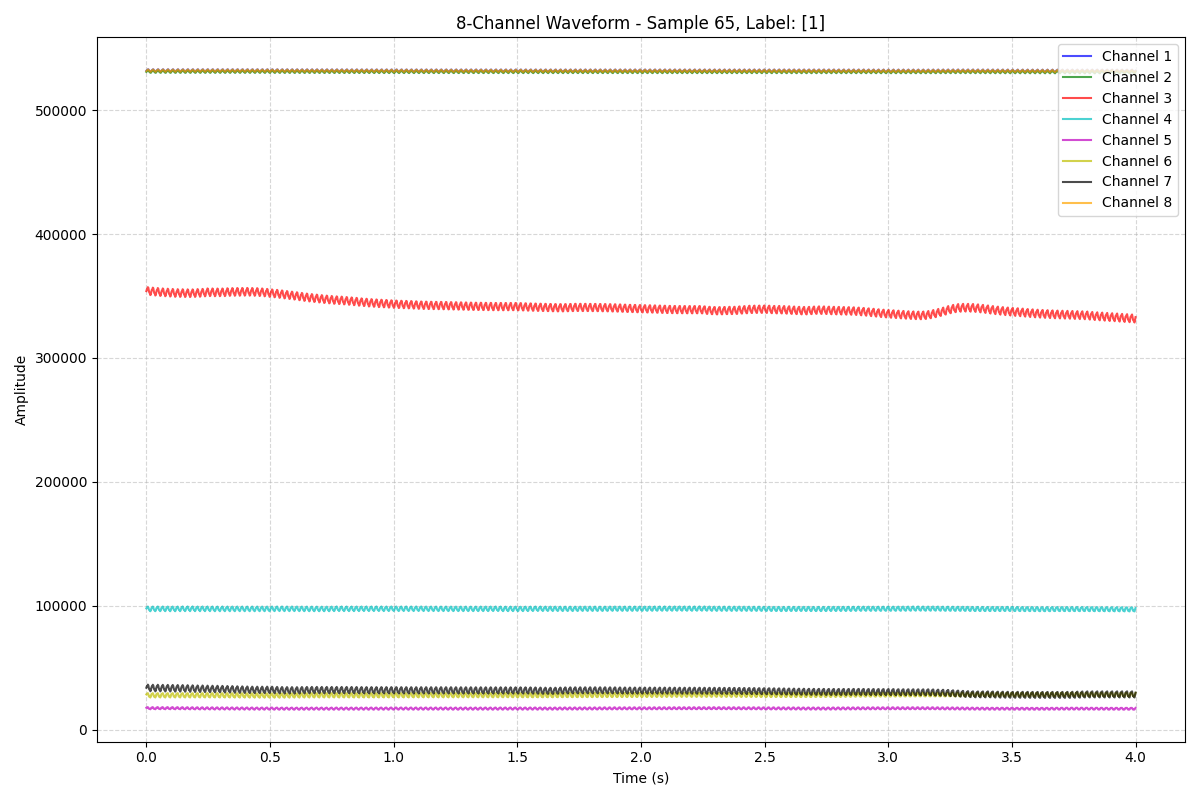 8-Channel Waveform - Sample 65, Label: [1]
Channel 1
Channel 2
Channel 3
Channel 4
Channel 5
Channel 6
Channel 7
Channel 8
500000
400000
300000
200000
100000
0
Amplitude
0.0 0.5 1.0 1.5 2.0 2.5 3.0 3.5 4.0
Time (s)